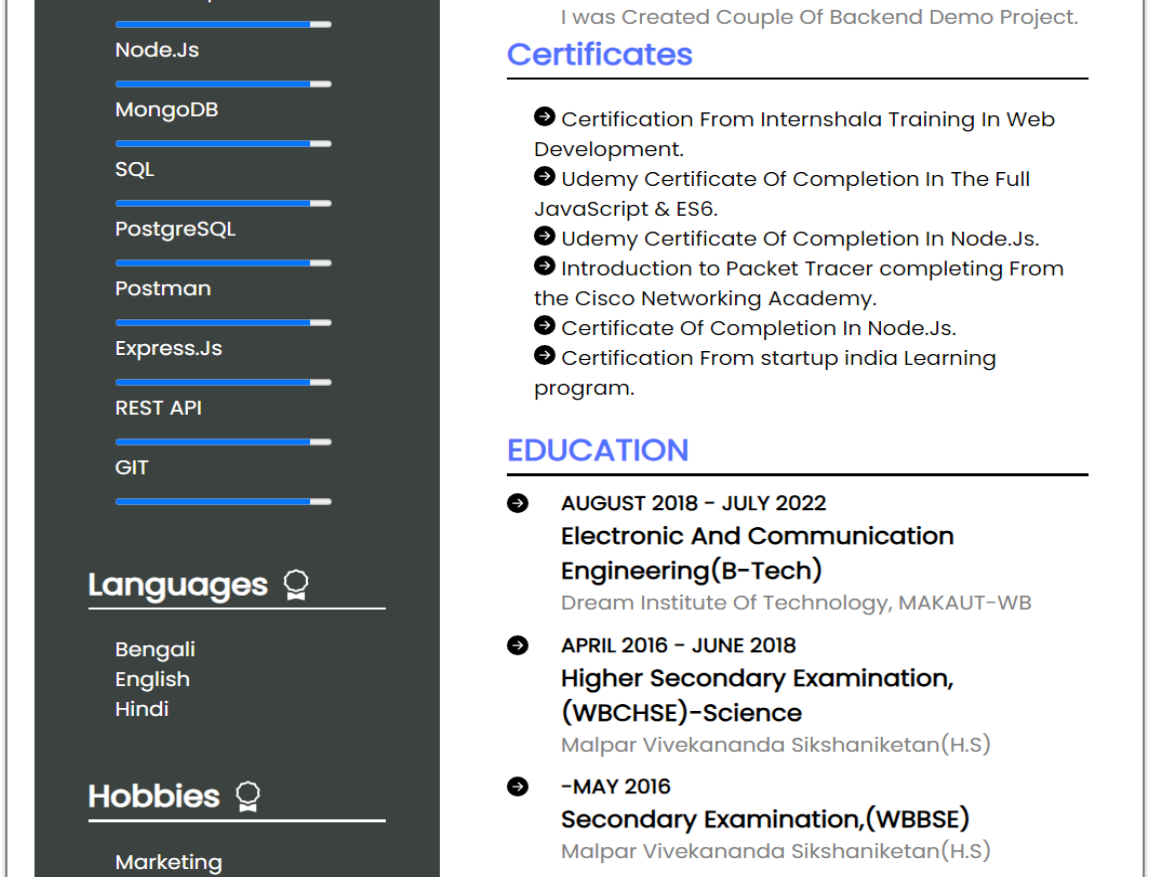 Node.Js
MongoDB
SQL
PostgreSQL
Postman
Express.Js
REST API
GIT
Languages
Bengali
English
Hindi
Hobbies
Marketing
I was Created Couple Of Backend Demo Project.
Certificates
Certification From Internshala Training In Web
Development.
Udemy Certificate Of Completion In The Full
JavaScript & ES6.
Udemy Certificate Of Completion In Node.Js.
Introduction to Packet Tracer completing From
the Cisco Networking Academy.
Certificate Of Completion In Node.Js.
Certification From startup india Learning
program.
EDUCATION
AUGUST 2018 - JULY 2022
Electronic And Communication
Engineering(B-Tech)
Dream Institute Of Technology, MAKAUT-WB
APRIL 2016 - JUNE 2018
Higher Secondary Examination,
(WBCHSE)-Science
Malpar Vivekananda Sikshaniketan(H.S)
-MAY 2016
Secondary Examination,(WBBSE)
Malpar Vivekananda Sikshaniketan(H.S)